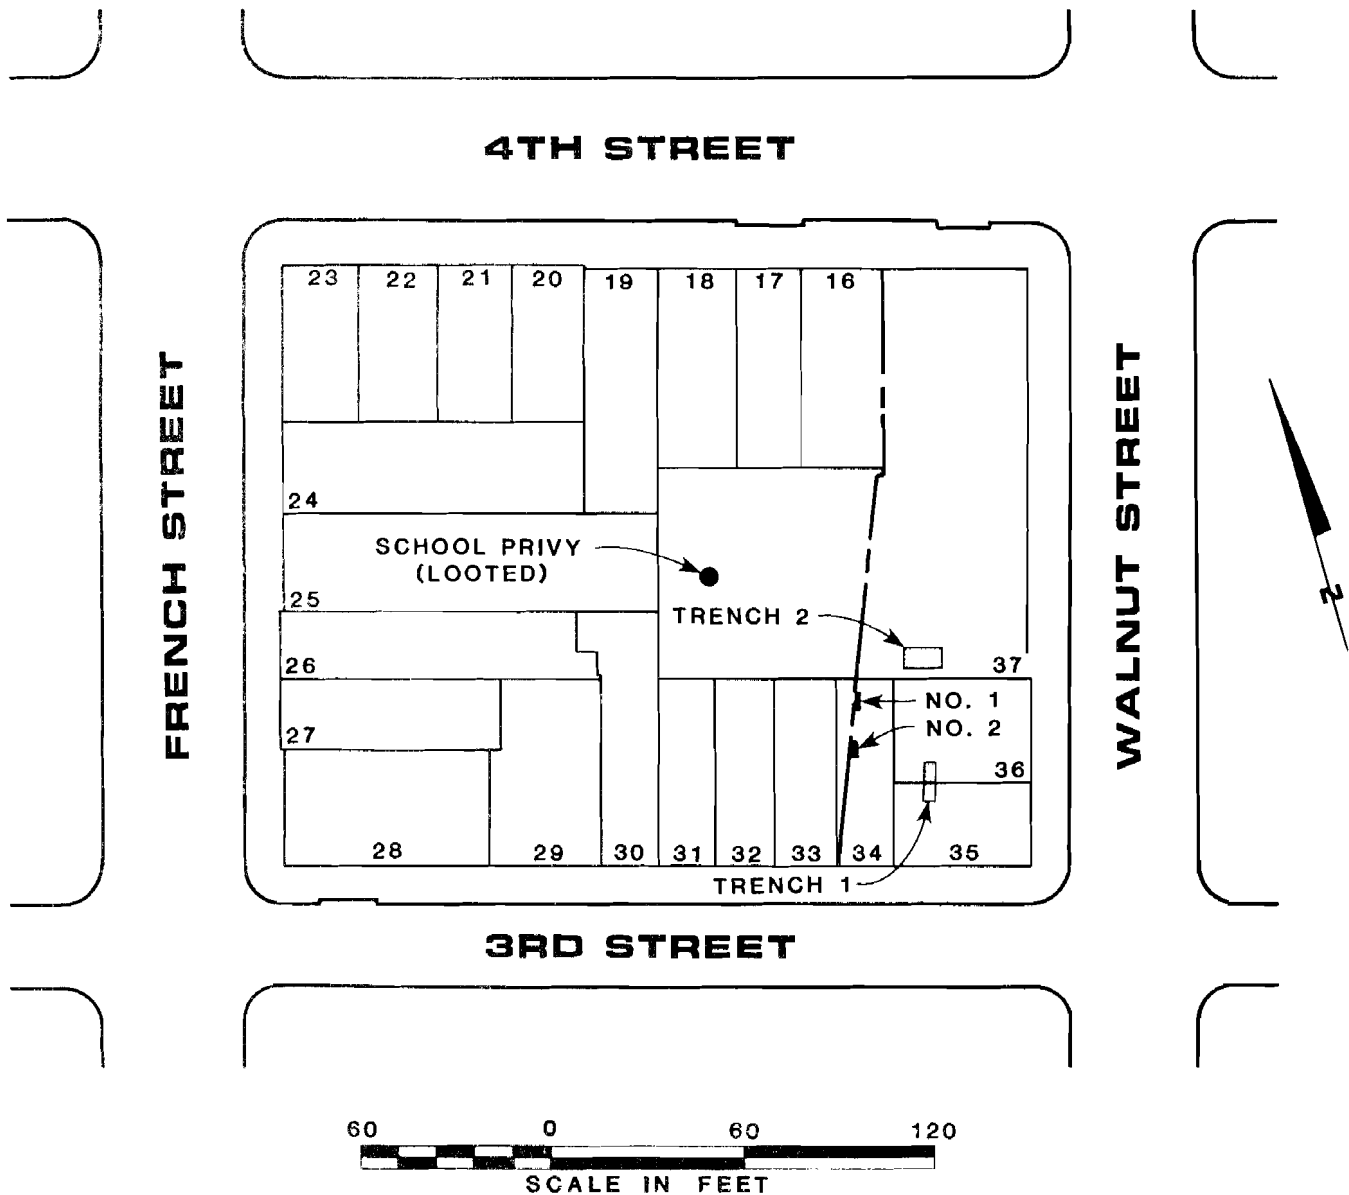 4TH STREET
23 22 21 20 19 18 17 16
FRENCH STREET
WALNUT STREET
24
SCHOOL PRIVY
(LOOTED)
25
TRENCH 2
26
37
NO. 1
NO. 2
27
36
28 29 30 31 32 33 34 35
TRENCH 1
3RD STREET
N
60 0 60 120
SCALE IN FEET